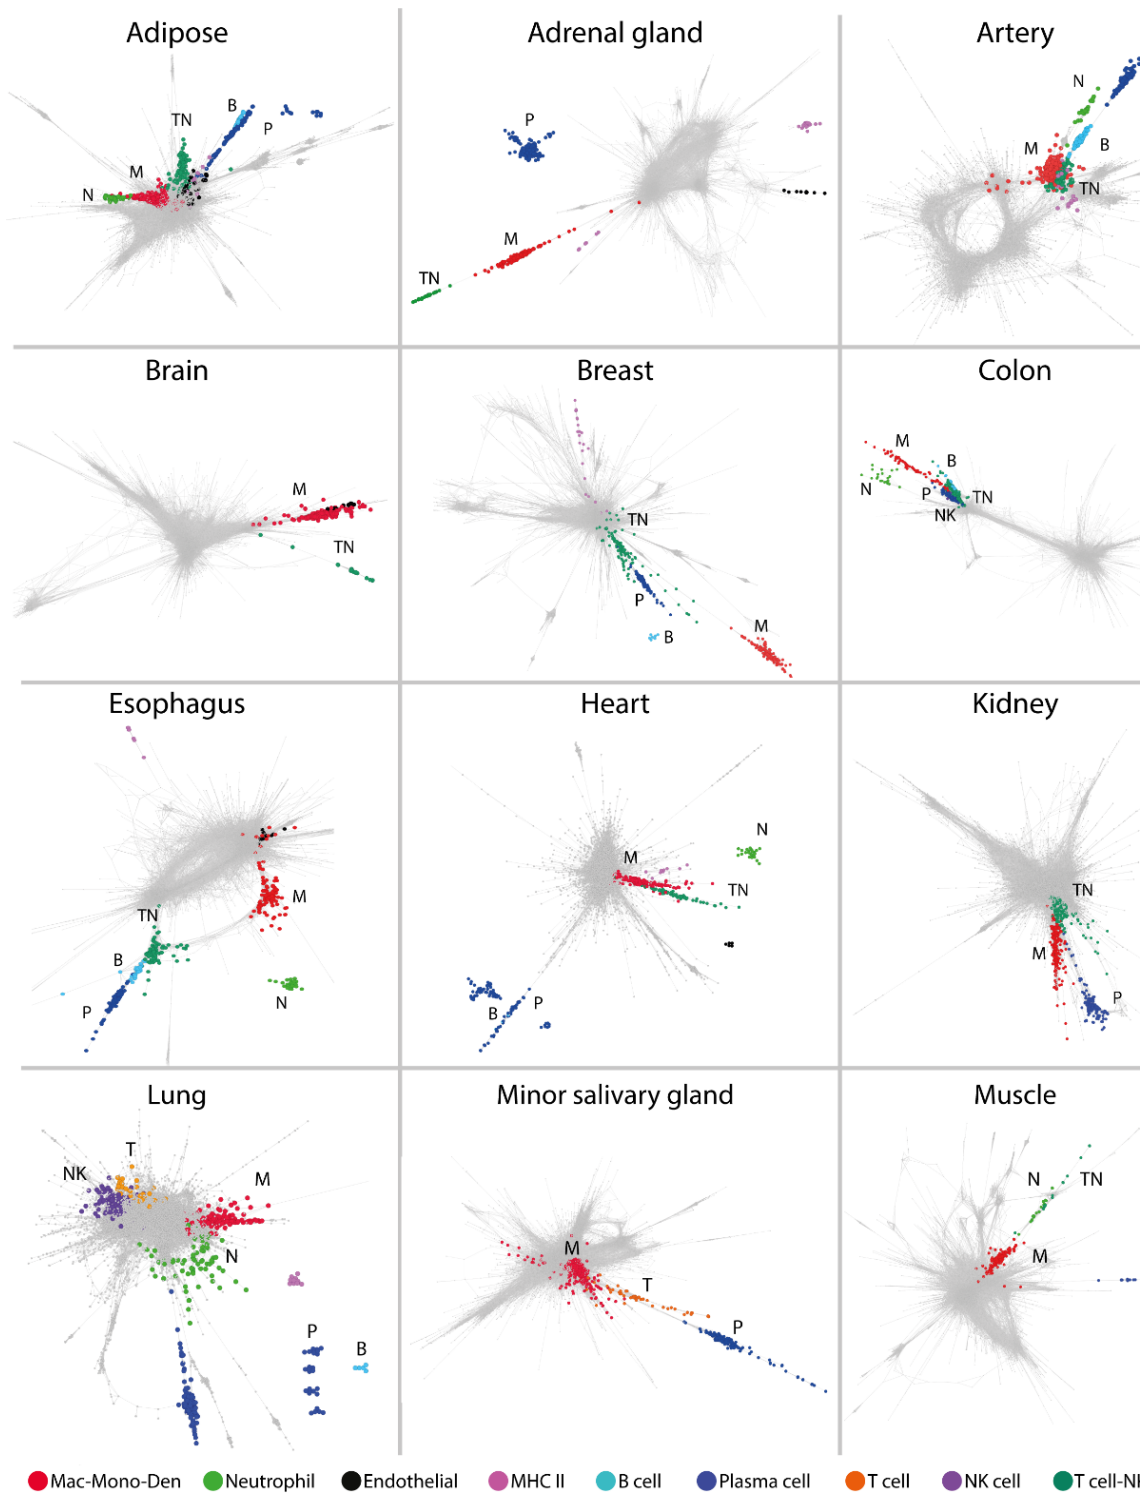 Adipose Adrenal gland Artery
TN B P M N
P M TN
N B M TN
Brain Breast Colon
M TN
TN P B M
M B N P TN NK
Esophagus Heart Kidney
M TN B P N
N M TN B P
TN M P
Lung Minor salivary gland Muscle
T NK M N P B
M T P
N TN M
Mac-Mono-Den Neutrophil Endothelial MHC II B cell Plasma cell T cell NK cell T cell-N